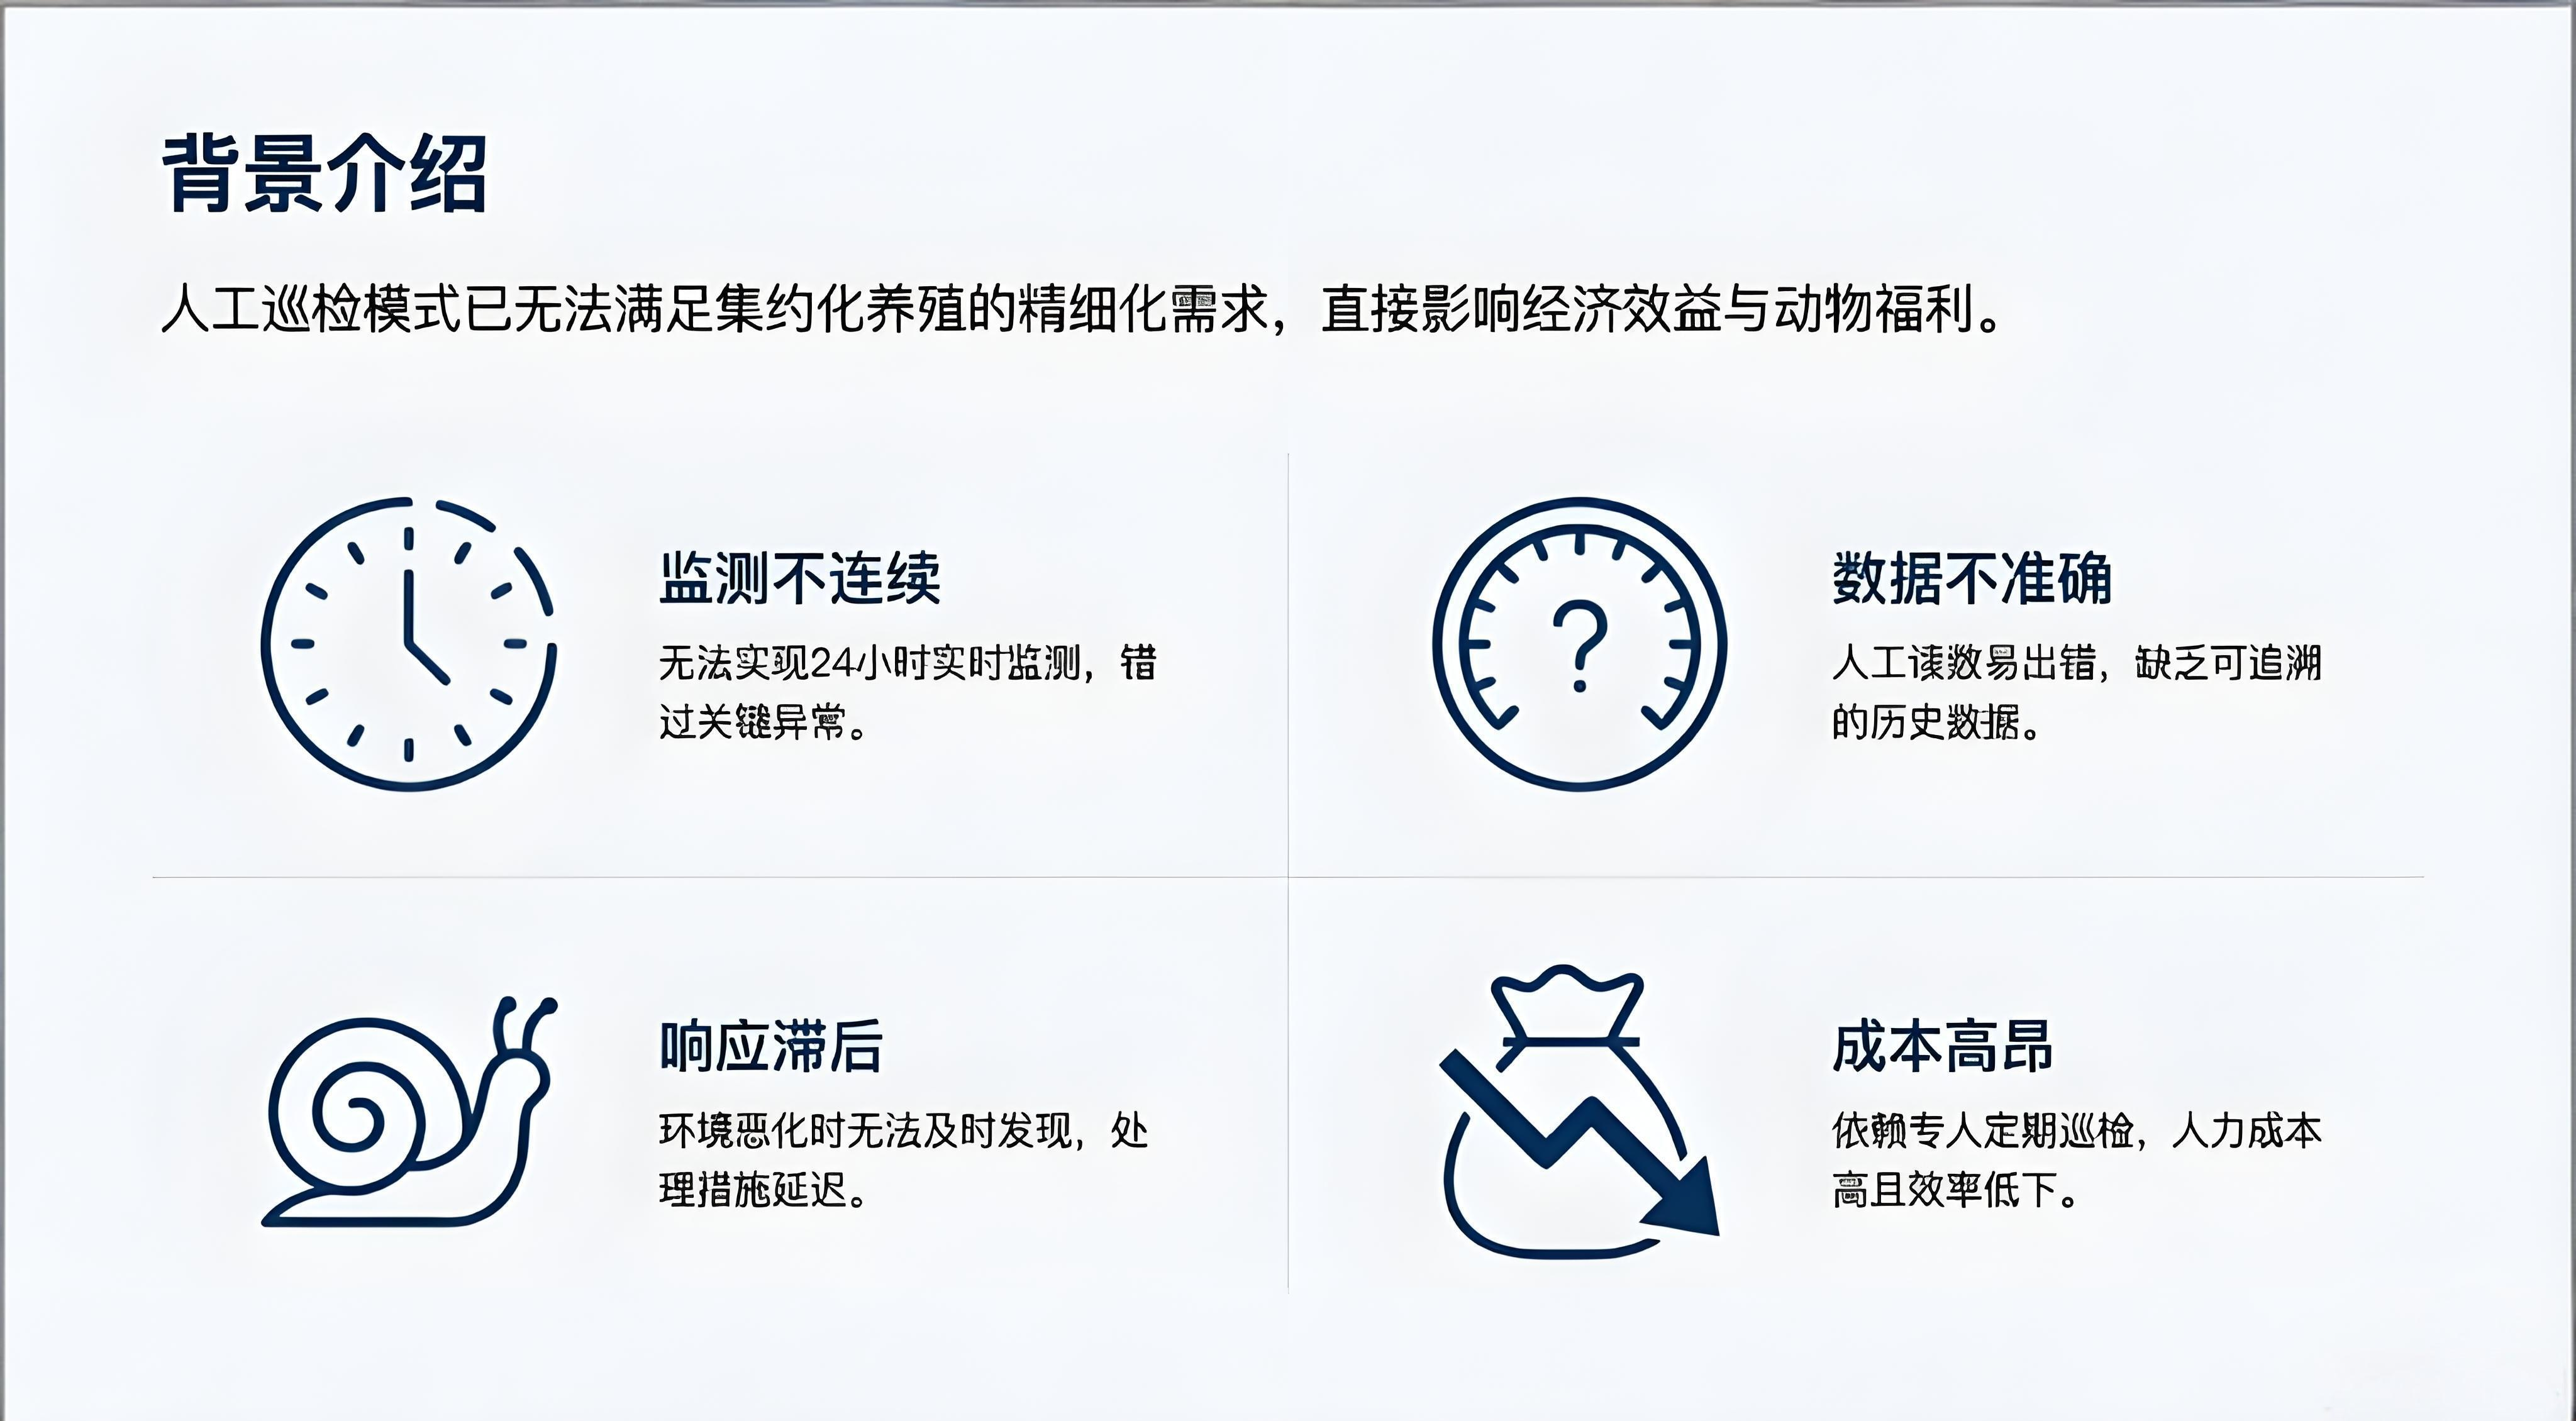 背景介绍
人工巡检模式已无法满足集约化养殖的精细化需求，直接影响经济效益与动物福利。
监测不连续
无法实现24小时实时监测，错
过关键异常。
数据不准确
人工读数易出错，缺乏可追溯
的历史数据。
响应滞后
环境恶化时无法及时发现，处
理措施延迟。
成本高昂
依赖专人定期巡检，人力成本
高且效率低下。